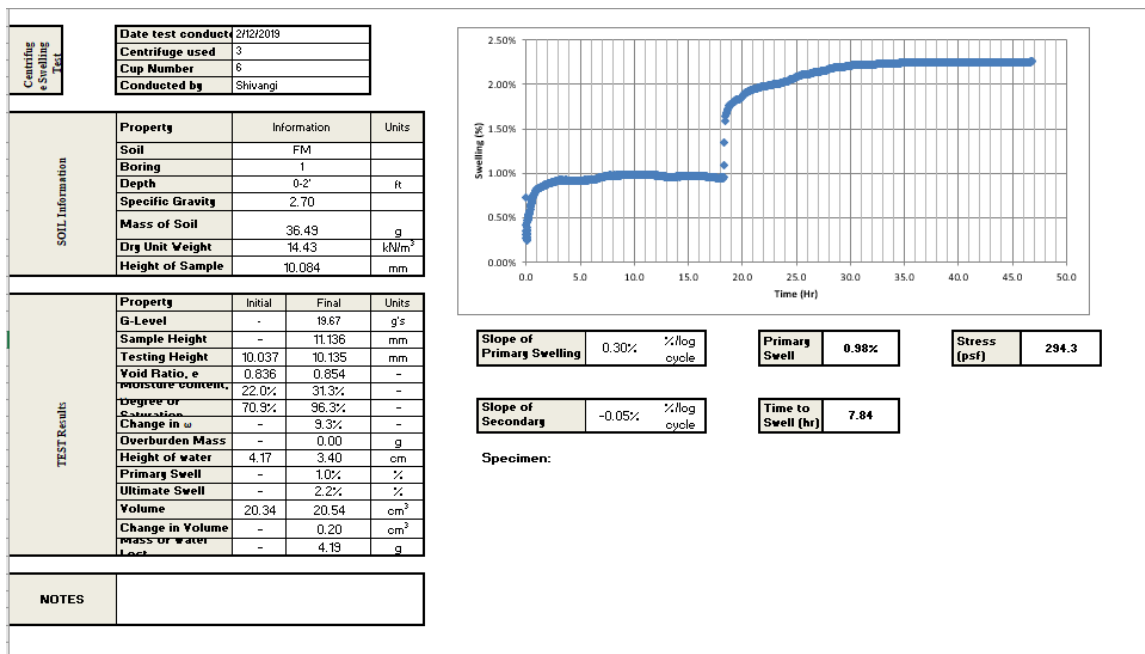 Centrifug
e Swelling
Test
Date test conducte 2/12/2019
Centrifuge used 3
Cup Number 6
Conducted by Shivangi
SOIL Information
Property Information Units
Soil FM
Boring 1
Depth 0-2' ft
Specific Gravity 2.70
Mass of Soil 36.49 g
Dry Unit Weight 14.43 kN/m³
Height of Sample 10.084 mm
TEST Results
Property Initial Final Units
G-Level - 19.67 g's
Sample Height - 11.136 mm
Testing Height 10.037 10.135 mm
Void Ratio, e 0.836 0.854 -
Moisture content, 22.0% 31.3% -
Degree of
Saturation 70.9% 96.3% -
Change in ω - 9.3% -
Overburden Mass - 0.00 g
Height of water 4.17 3.40 cm
Primary Swell - 1.0% %
Ultimate Swell - 2.2% %
Volume 20.34 20.54 cm³
Change in Volume - 0.20 cm³
Mass of water
Lost - 4.19 g
NOTES
2.50%
2.00%
1.50%
1.00%
0.50%
0.00%
Swelling (%)
0.0 5.0 10.0 15.0 20.0 25.0 30.0 35.0 40.0 45.0 50.0
Time (Hr)
Slope of
Primary Swelling 0.30% %/log
cycle
Primary
Swell 0.98%
Stress
(psf) 294.3
Slope of
Secondary -0.05% %/log
cycle
Time to
Swell (hr) 7.84
Specimen: